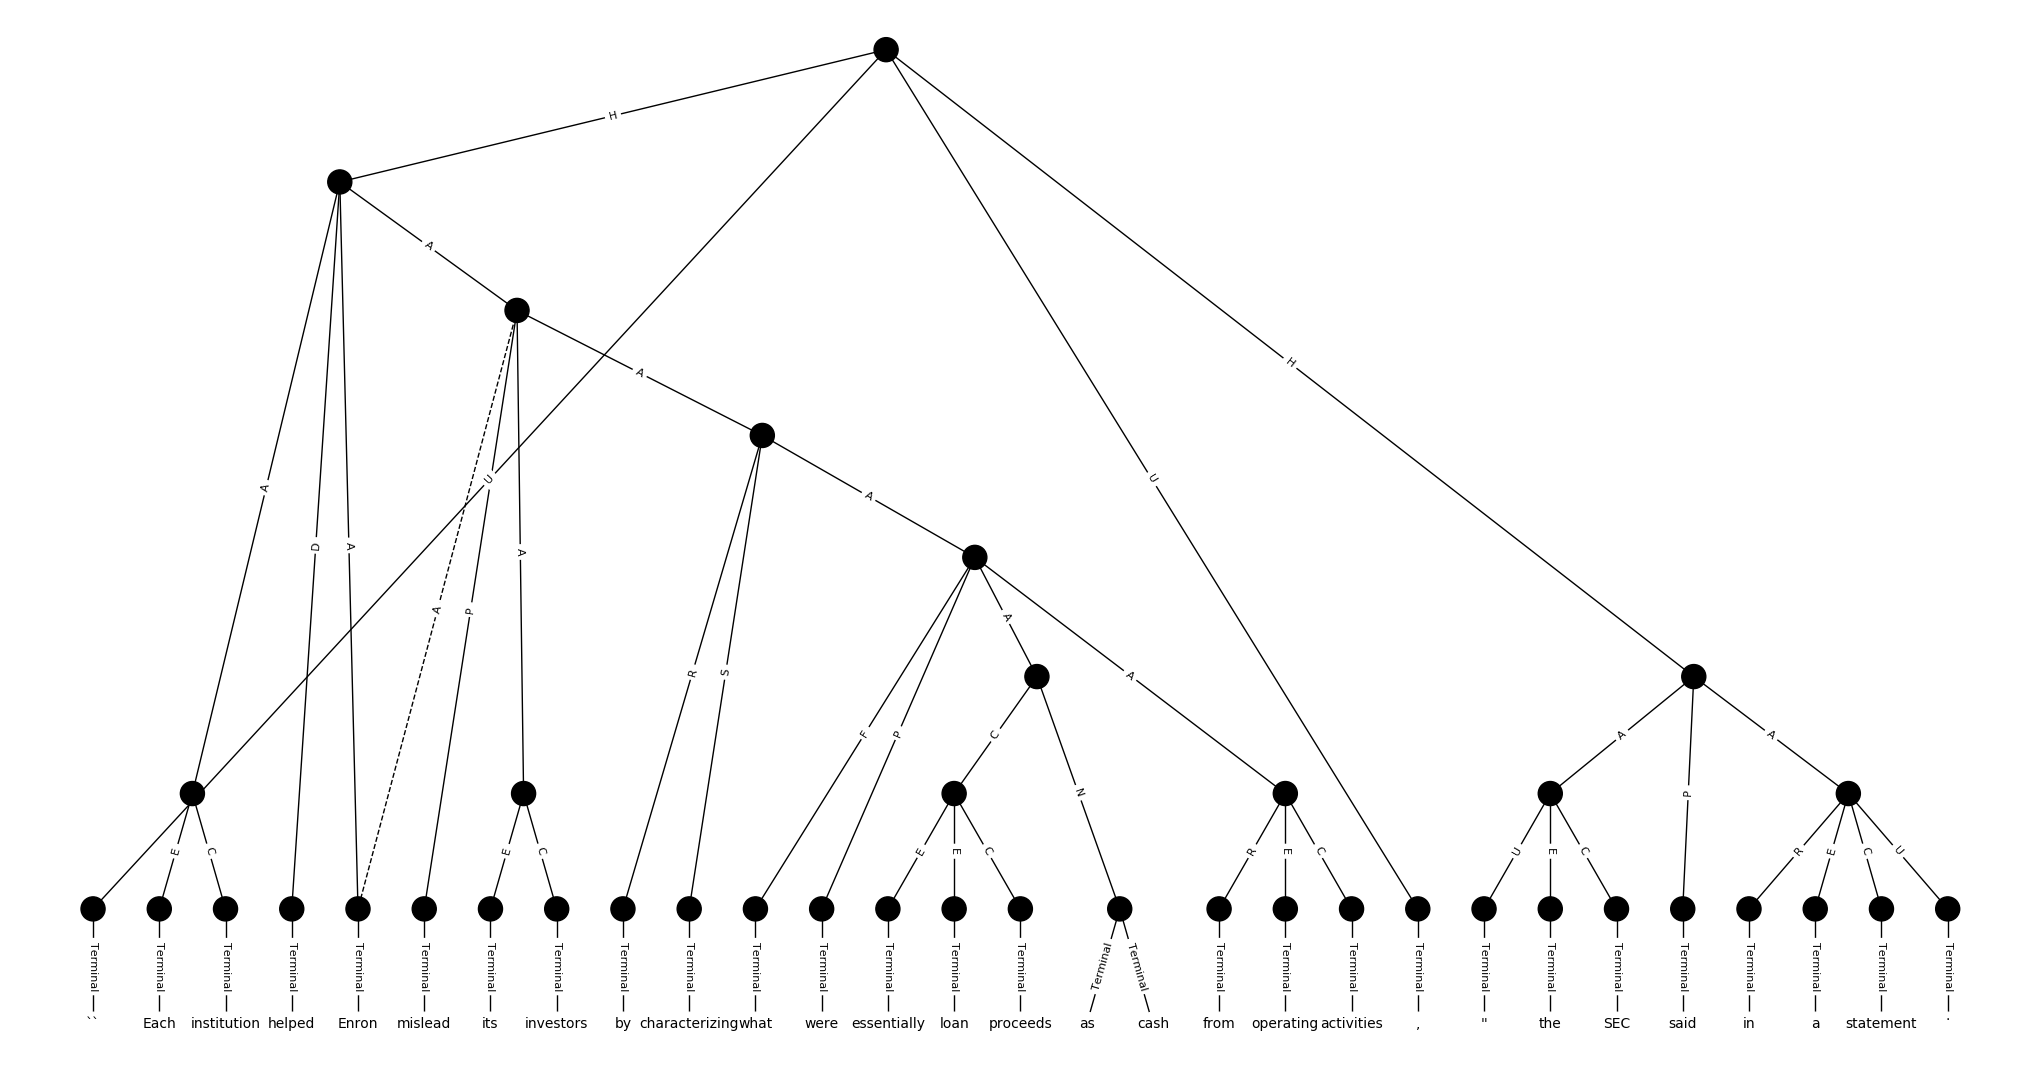 H
A
H
A
U
U
A
A
D
A
A
A
P
A
R
S
A
A
F
P
C
A
P
A
N
E
C
E
C
E
E
C
R
E
C
U
E
C
R
E
C
U
Terminal Terminal Terminal Terminal Terminal Terminal Terminal Terminal Terminal Terminal Terminal Terminal Terminal Terminal Terminal Terminal Terminal Terminal Terminal Terminal Terminal Terminal Terminal Terminal Terminal Terminal Terminal Terminal Terminal
`` Each institution helped Enron mislead its investors by characterizing what were essentially loan proceeds as cash from operating activities , " the SEC said in a statement .